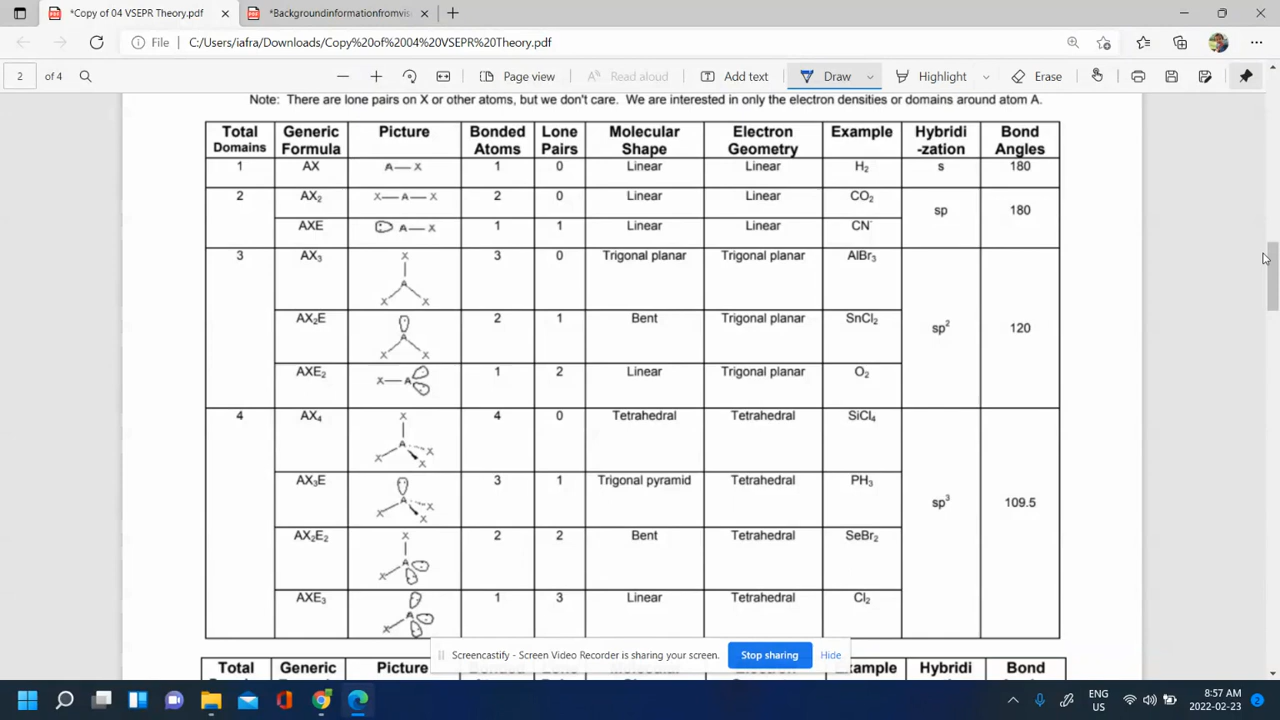 *Copy of 04 VSEPR Theory.pdf
*Backgroundinformationfromvis
File C:/Users/iafra/Downloads/Copy%20of%2004%20VSEPR%20Theory.pdf
2 of 4 Page view Read aloud Add text Draw Highlight Erase
Note: There are lone pairs on X or other atoms, but we don't care. We are interested in only the electron densities or domains around atom A.
Total Domains Generic Formula Picture Bonded Atoms Lone Pairs Molecular Shape Electron Geometry Example Hybridi-zation Bond Angles
1 AX A—X 1 0 Linear Linear H₂ s 180
2 AX₂ X—A—X 2 0 Linear Linear CO₂ sp 180
AXE A—X 1 1 Linear Linear CN⁻
3 AX₃ X A X X 3 0 Trigonal planar Trigonal planar AlBr₃ sp² 120
AX₂E A X X 2 1 Bent Trigonal planar SnCl₂
AXE₂ X—A 1 2 Linear Trigonal planar O₂
4 AX₄ X A X X X 4 0 Tetrahedral Tetrahedral SiCl₄ sp³ 109.5
AX₃E A X X X 3 1 Trigonal pyramid Tetrahedral PH₃
AX₂E₂ X A X 2 2 Bent Tetrahedral SeBr₂
AXE₃ A X 1 3 Linear Tetrahedral Cl₂
Screencastify - Screen Video Recorder is sharing your screen. Stop sharing Hide
Total Generic Picture Example Hybridi Bond
ENG
US
8:57 AM
2022-02-23
2